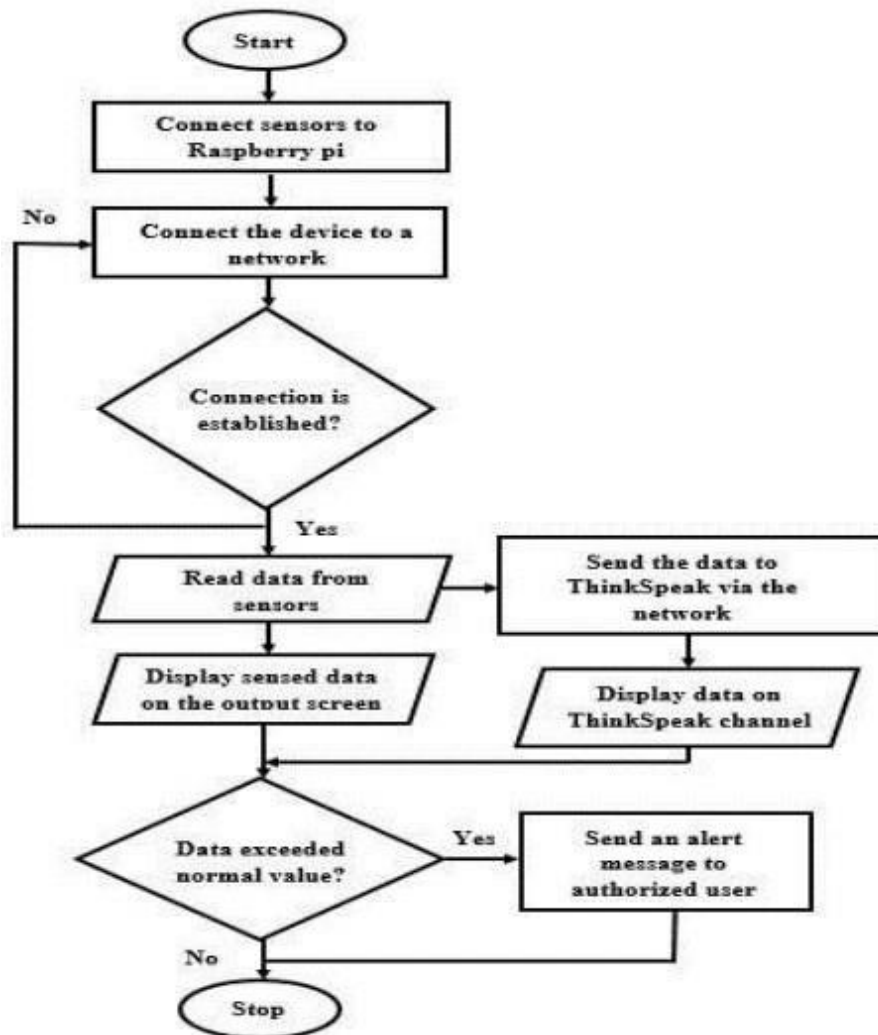 Start
Connect sensors to
Raspberry pi
No
Connect the device to a
network
Connection is
established?
Yes
Read data from
sensors
Send the data to
ThinkSpeak via the
network
Display sensed data
on the output screen
Display data on
ThinkSpeak channel
Data exceeded
normal value?
Yes
Send an alert
message to
authorized user
No
Stop